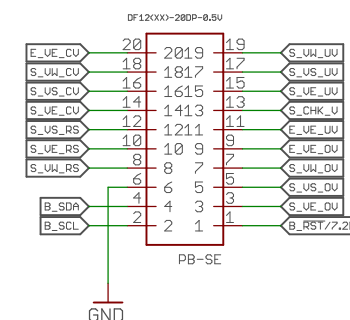 DF12(XX)-20DP-0.5V
E_VE_CV 20 2019 19 S_VW_UV
S_VW_CV 18 1817 17 S_VS_UV
S_VS_CV 16 1615 15 S_VE_UV
S_VE_CV 14 1413 13 S_CHK_V
S_VS_RS 12 1211 11 E_VE_UV
S_VE_RS 10 10 9 9 E_VE_OV
S_VW_RS 8 8 7 7 S_VW_OV
6 6 5 5 S_VS_OV
B_SDA 4 4 3 3 S_VE_OV
B_SCL 2 2 1 1 B_RST/7.2
PB-SE
GND